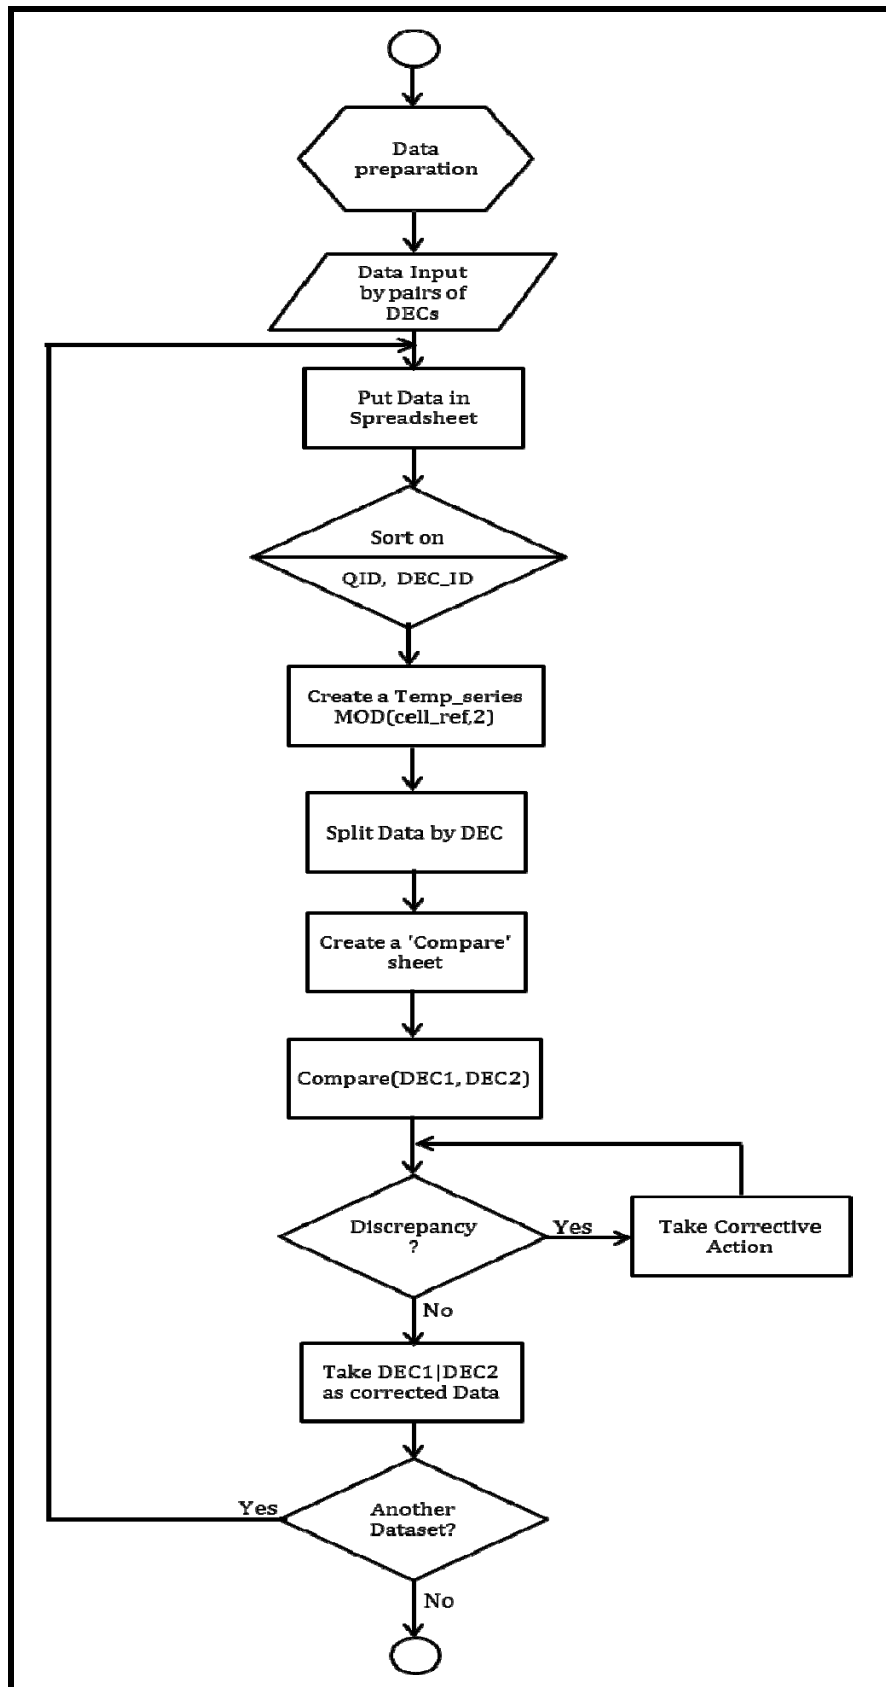 Data
preparation
Data Input
by pairs of
DECs
Put Data in
Spreadsheet
Sort on
QID, DEC_ID
Create a Temp_series
MOD(cell_ref,2)
Split Data by DEC
Create a 'Compare'
sheet
Compare(DEC1, DEC2)
Discrepancy
?
Yes
Take Corrective
Action
No
Take DEC1|DEC2
as corrected Data
Yes
Another
Dataset?
No